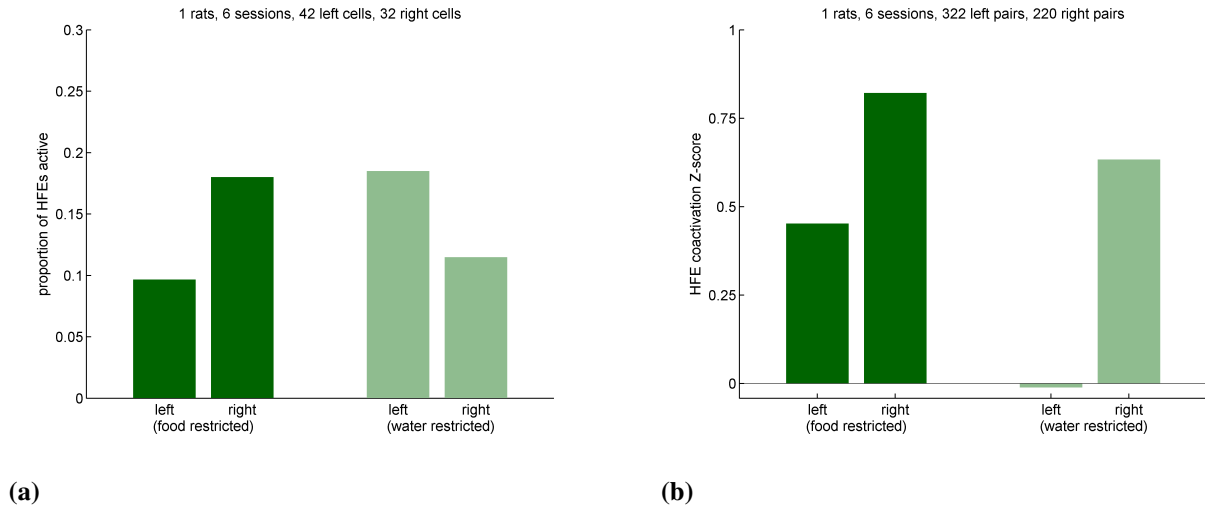 1 rats, 6 sessions, 42 left cells, 32 right cells
proportion of HFEs active
0.3
0.25
0.2
0.15
0.1
0.05
0
left right left right
(food restricted) (water restricted)
(a)
1 rats, 6 sessions, 322 left pairs, 220 right pairs
HFE coactivation Z-score
1
0.75
0.5
0.25
0
left right left right
(food restricted) (water restricted)
(b)